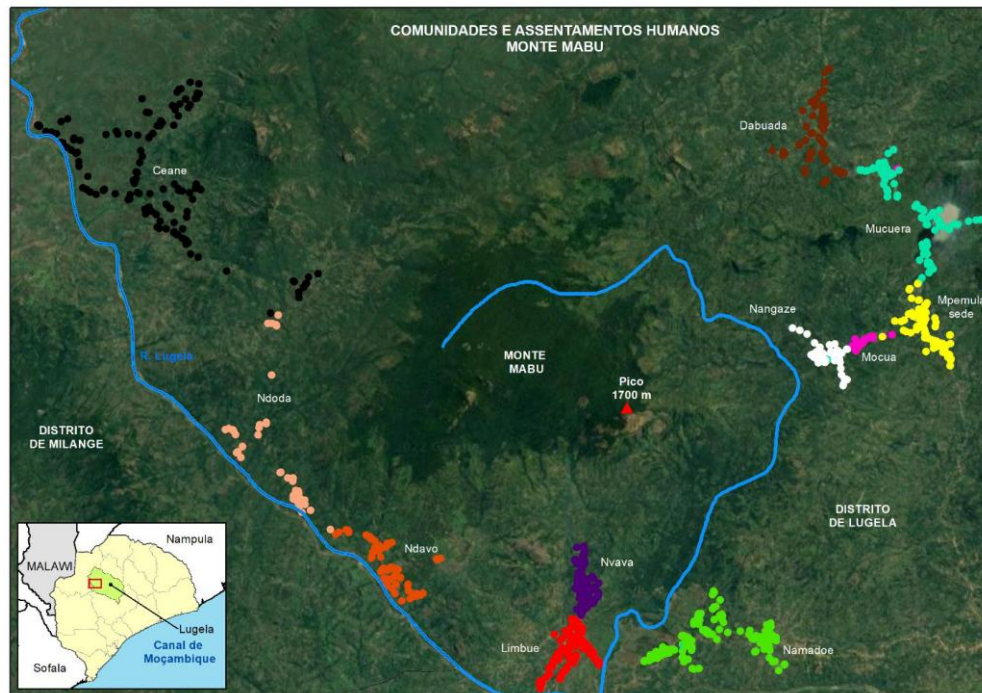 COMUNIDADES E ASSENTAMENTOS HUMANOS
MONTE MABU
Dabuada
Ceane
Mucuera
Nangaze
Mpemula
sede
Mocua
R. Lugela
MONTE
MABU
Pico
1700 m
Ndoda
DISTRITO
DE MILANGE
DISTRITO
DE LUGELA
Ndavo
Nvava
Limbue
Namadoe
Nampula
MALAWI
Lugela
Canal de
Moçambique
Sofala